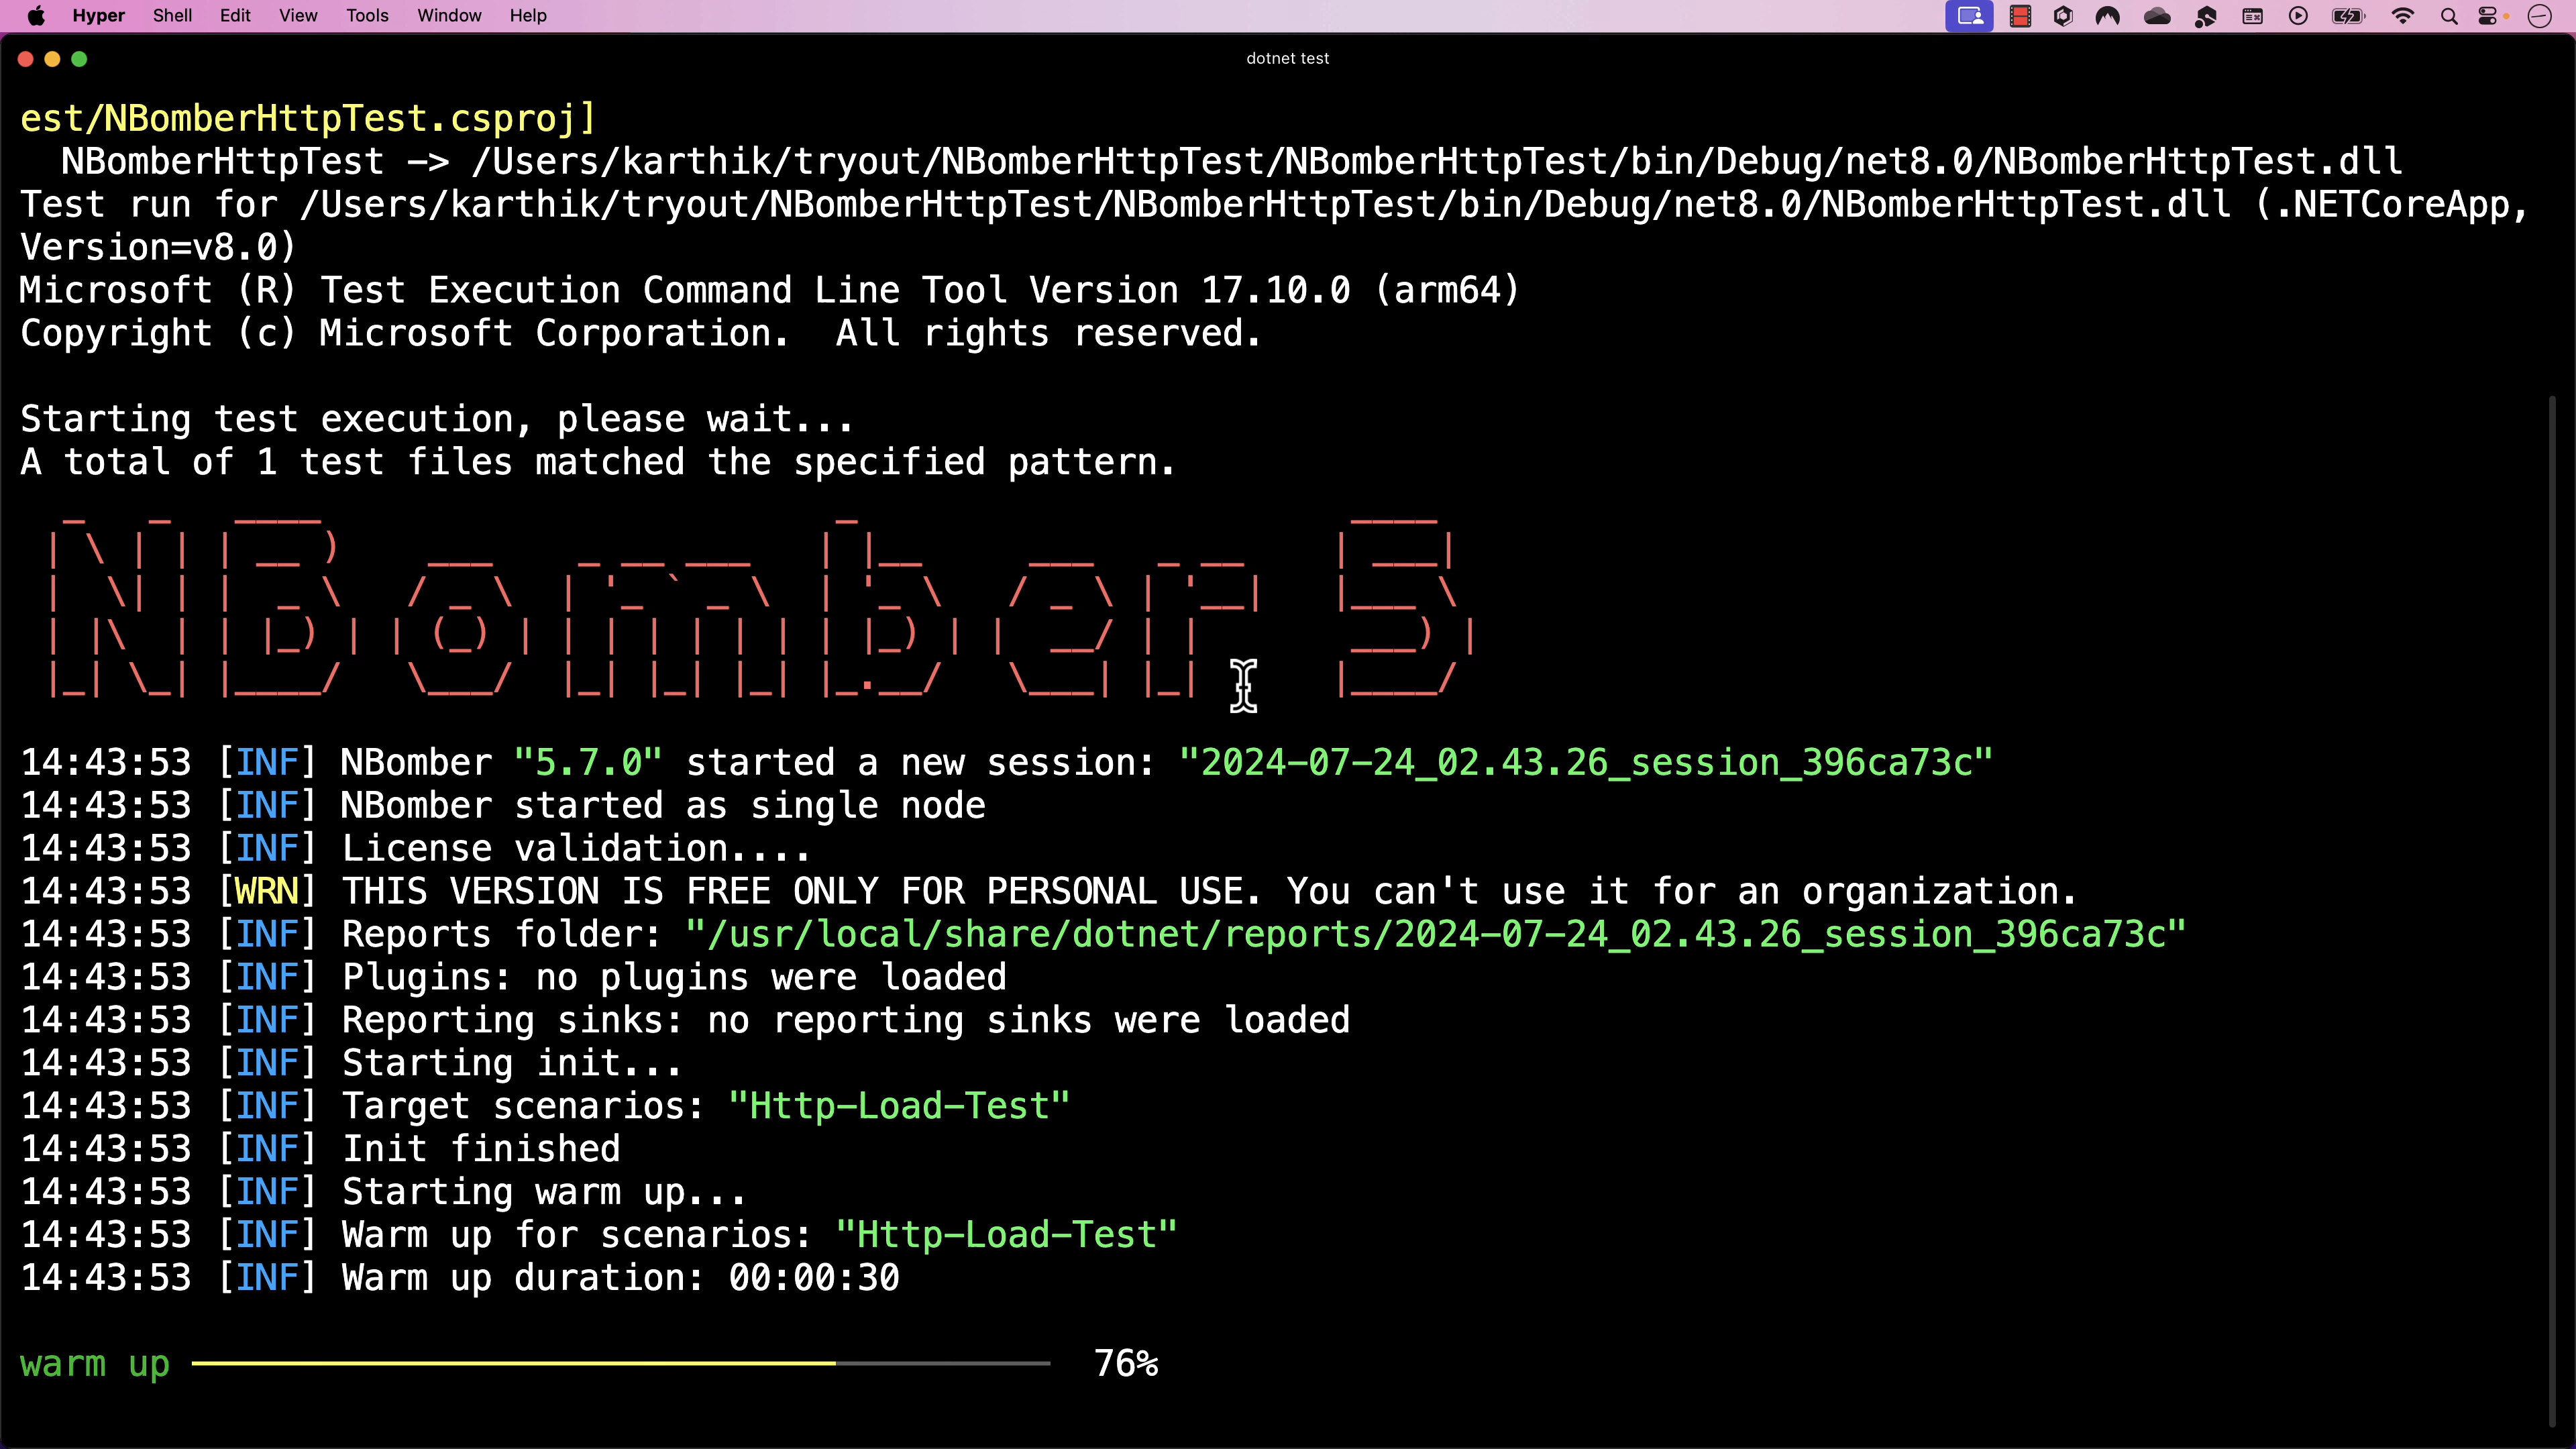 Hyper Shell Edit View Tools Window Help
dotnet test
est/NBomberHttpTest.csproj]
NBomberHttpTest -> /Users/karthik/tryout/NBomberHttpTest/NBomberHttpTest/bin/Debug/net8.0/NBomberHttpTest.dll
Test run for /Users/karthik/tryout/NBomberHttpTest/NBomberHttpTest/bin/Debug/net8.0/NBomberHttpTest.dll (.NETCoreApp,
Version=v8.0)
Microsoft (R) Test Execution Command Line Tool Version 17.10.0 (arm64)
Copyright (c) Microsoft Corporation.  All rights reserved.
Starting test execution, please wait...
A total of 1 test files matched the specified pattern.
NBomber 5
14:43:53 [INF] NBomber "5.7.0" started a new session: "2024-07-24_02.43.26_session_396ca73c"
14:43:53 [INF] NBomber started as single node
14:43:53 [INF] License validation....
14:43:53 [WRN] THIS VERSION IS FREE ONLY FOR PERSONAL USE. You can't use it for an organization.
14:43:53 [INF] Reports folder: "/usr/local/share/dotnet/reports/2024-07-24_02.43.26_session_396ca73c"
14:43:53 [INF] Plugins: no plugins were loaded
14:43:53 [INF] Reporting sinks: no reporting sinks were loaded
14:43:53 [INF] Starting init...
14:43:53 [INF] Target scenarios: "Http-Load-Test"
14:43:53 [INF] Init finished
14:43:53 [INF] Starting warm up...
14:43:53 [INF] Warm up for scenarios: "Http-Load-Test"
14:43:53 [INF] Warm up duration: 00:00:30
warm up 76%